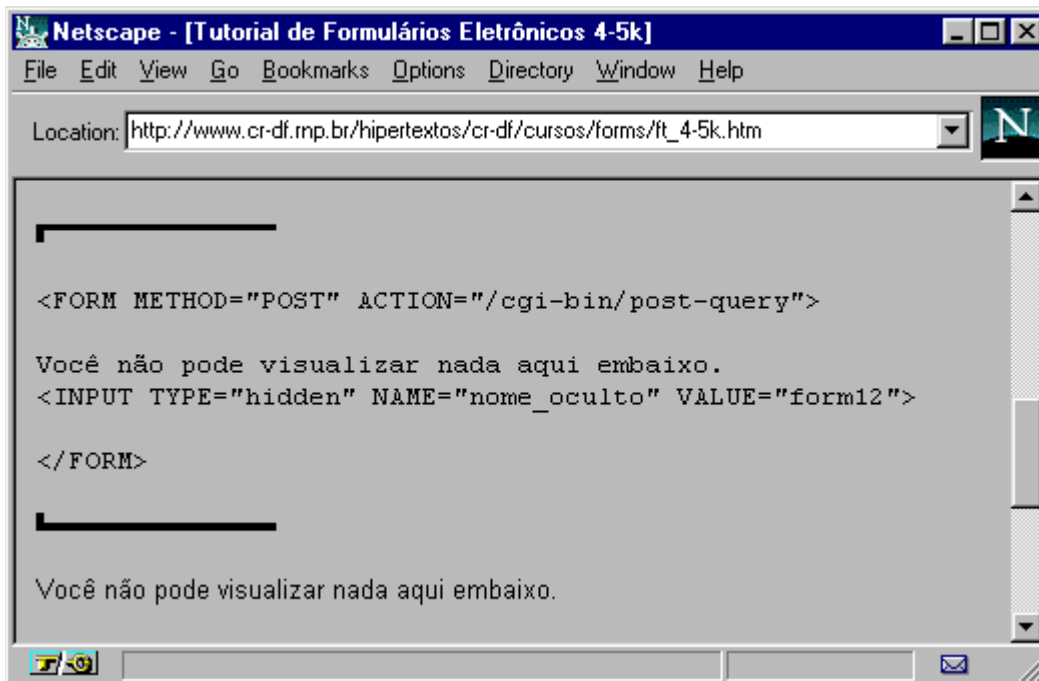 Netscape - [Tutorial de Formulários Eletrônicos 4-5k]
File Edit View Go Bookmarks Options Directory Window Help
Location: http://www.cr-df.rnp.br/hipertextos/cr-df/cursos/forms/ft_4-5k.htm
N
<FORM METHOD="POST" ACTION="/cgi-bin/post-query">
Você não pode visualizar nada aqui embaixo.
<INPUT TYPE="hidden" NAME="nome_oculto" VALUE="form12">
</FORM>
Você não pode visualizar nada aqui embaixo.